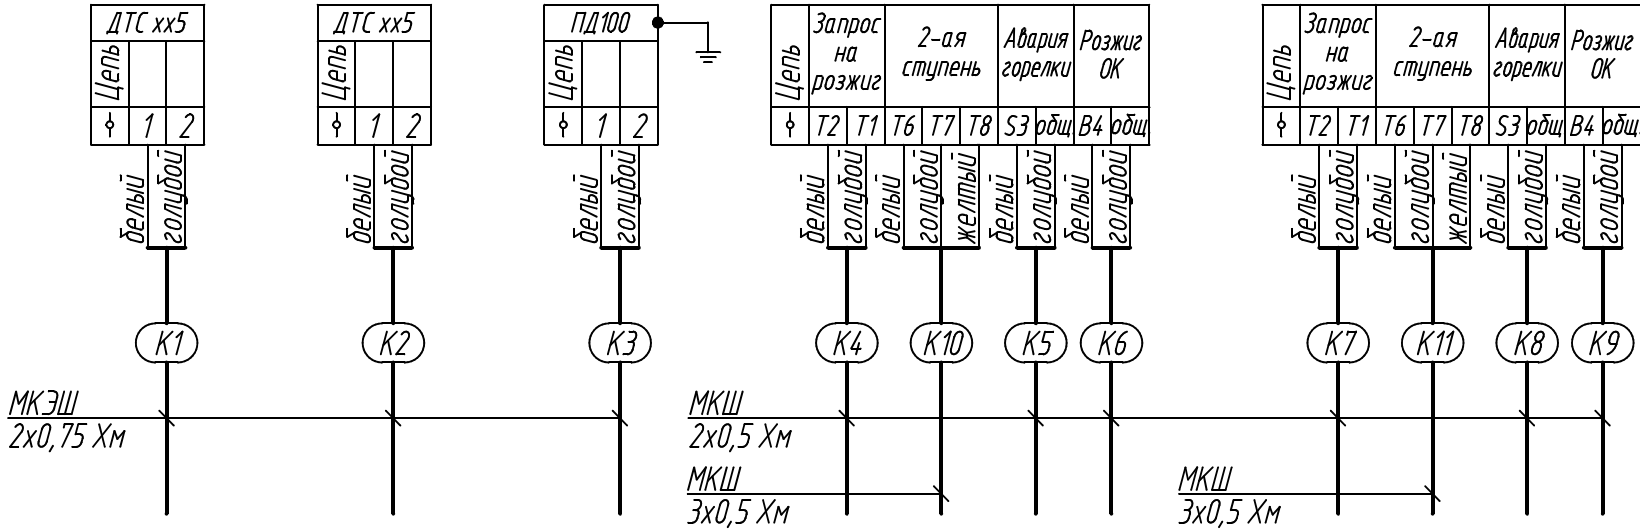 ДТС хх5
Цепь
1 2
белый
голубой
К1
ДТС хх5
Цепь
1 2
белый
голубой
К2
ПД100
Цепь
1 2
белый
голубой
К3
МКЭШ
2х0,75 Хм
Цепь
Запрос
на
розжиг
2-ая
ступень
Авария
горелки
Розжиг
ОК
Т2 Т1 Т6 Т7 Т8 S3 общ. В4 общ.
белый
голубой
белый
голубой
желтый
белый
голубой
белый
голубой
К4 К10 К5 К6
МКШ
2х0,5 Хм
МКШ
3х0,5 Хм
Цепь
Запрос
на
розжиг
2-ая
ступень
Авария
горелки
Розжиг
ОК
Т2 Т1 Т6 Т7 Т8 S3 общ. В4 общ.
белый
голубой
белый
голубой
желтый
белый
голубой
белый
голубой
К7 К11 К8 К9
МКШ
3х0,5 Хм